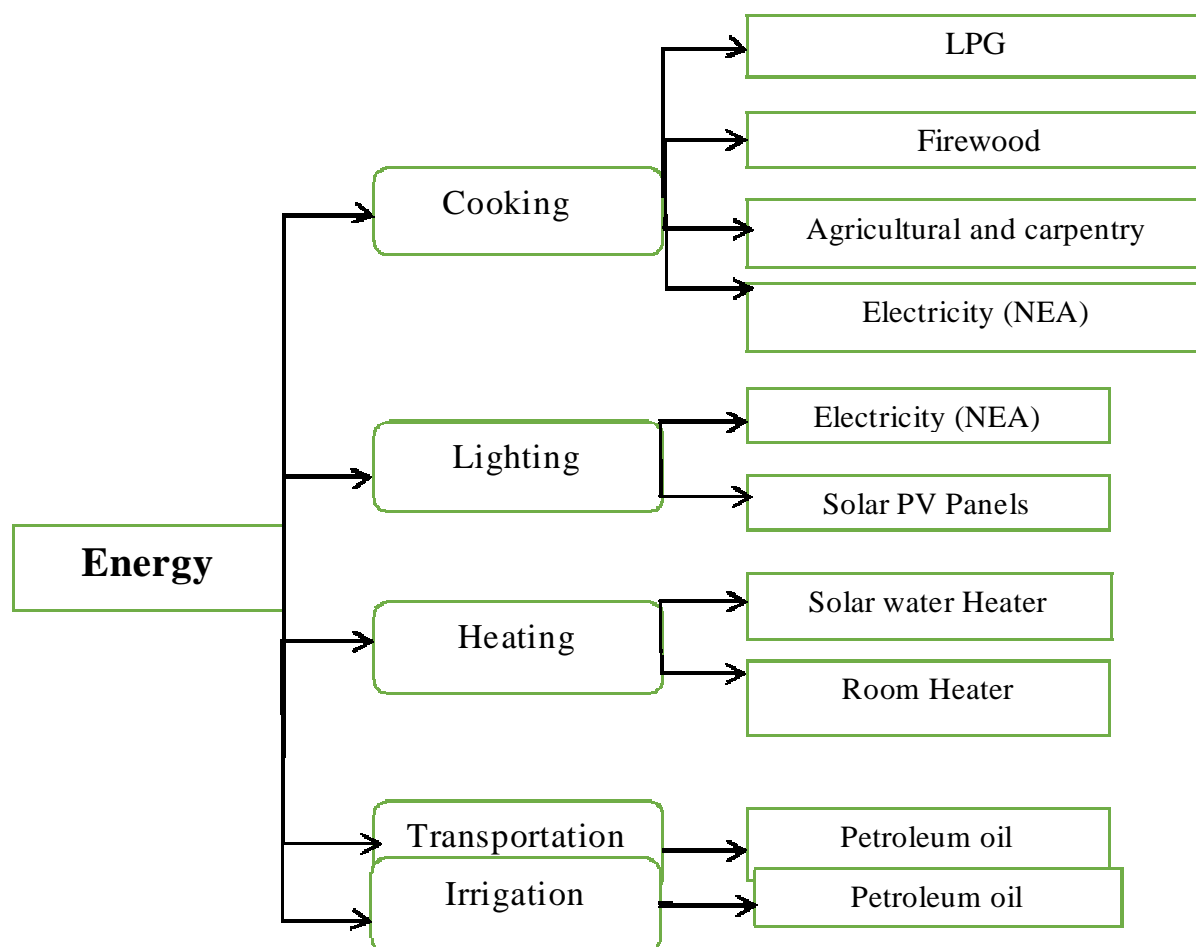 Energy
Cooking
LPG
Firewood
Agricultural and carpentry
Electricity (NEA)
Lighting
Electricity (NEA)
Solar PV Panels
Heating
Solar water Heater
Room Heater
Transportation
Petroleum oil
Irrigation
Petroleum oil